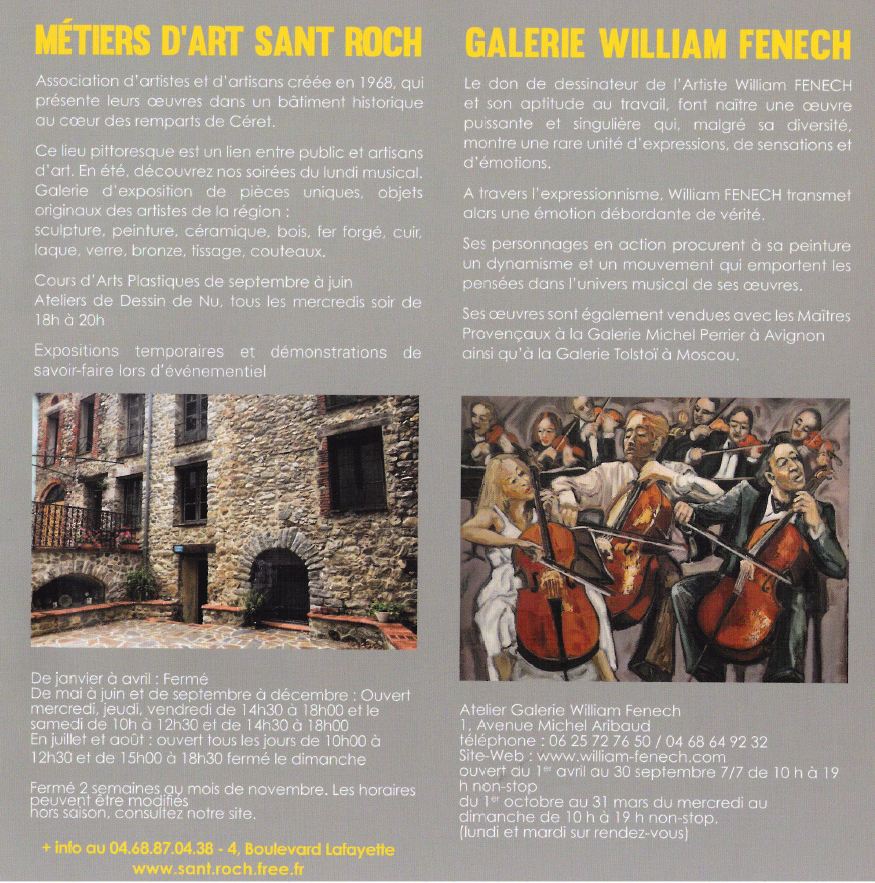 MÉTIERS D'ART SANT ROCH
Association d'artistes et d'artisans créée en 1968, qui
présente leurs œuvres dans un bâtiment historique
au cœur des remparts de Céret.
Ce lieu pittoresque est un lien entre public et artisans
d'art. En été, découvrez nos soirées du lundi musical.
Galerie d'exposition de pièces uniques, objets
originaux des artistes de la région :
sculpture, peinture, céramique, bois, fer forgé, cuir,
laque, verre, bronze, tissage, couteaux.
Cours d'Arts Plastiques de septembre à juin
Ateliers de Dessin de Nu, tous les mercredis soir de
18h à 20h
Expositions temporaires et démonstrations de
savoir-faire lors d'événementiel
De janvier à avril : Fermé
De mai à juin et de septembre à décembre : Ouvert
mercredi, jeudi, vendredi de 14h30 à 18h00 et le
samedi de 10h à 12h30 et de 14h30 à 18h00
En juillet et août : ouvert tous les jours de 10h00 à
12h30 et de 15h00 à 18h30 fermé le dimanche
Fermé 2 semaines au mois de novembre. Les horaires
peuvent être modifiés
hors saison, consultez notre site.
+ info au 04.68.87.04.38 - 4, Boulevard Lafayette
www.sant.roch.free.fr
GALERIE WILLIAM FENECH
Le don de dessinateur de l'Artiste William FENECH
et son aptitude au travail, font naître une œuvre
puissante et singulière qui, malgré sa diversité,
montre une rare unité d'expressions, de sensations et
d'émotions.
A travers l'expressionnisme, William FENECH transmet
alors une émotion débordante de vérité.
Ses personnages en action procurent à sa peinture
un dynamisme et un mouvement qui emportent les
pensées dans l'univers musical de ses œuvres.
Ses œuvres sont également vendues avec les Maîtres
Provençaux à la Galerie Michel Perrier à Avignon
ainsi qu'à la Galerie Tolstoï à Moscou.
Atelier Galerie William Fenech
1, Avenue Michel Aribaud
téléphone : 06 25 72 76 50 / 04 68 64 92 32
Site-Web : www.william-fenech.com
ouvert du 1er avril au 30 septembre 7/7 de 10 h à 19
h non-stop
du 1er octobre au 31 mars du mercredi au
dimanche de 10 h à 19 h non-stop.
(lundi et mardi sur rendez-vous)